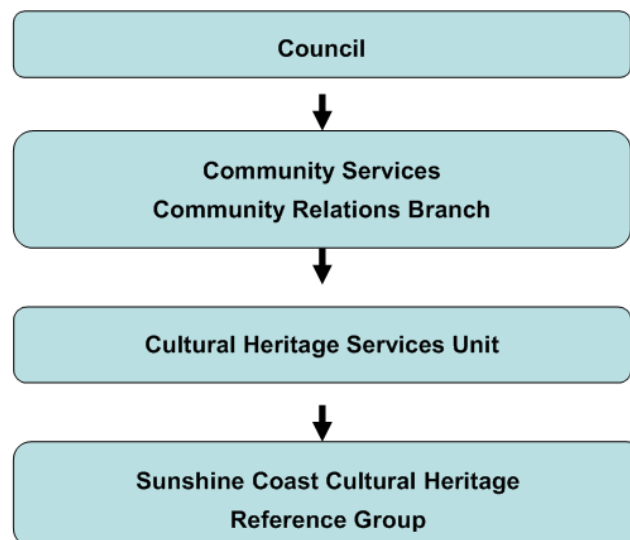 Council
Community Services
Community Relations Branch
Cultural Heritage Services Unit
Sunshine Coast Cultural Heritage
Reference Group